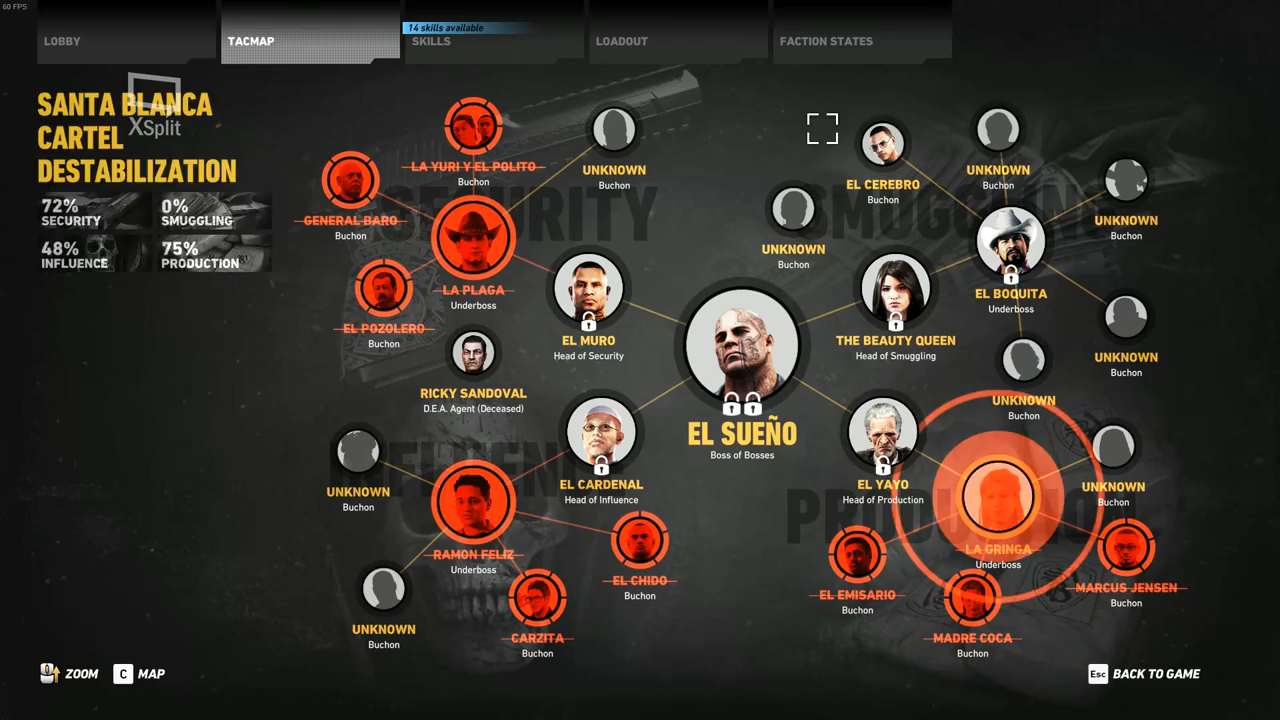 60 FPS
LOBBY
TACMAP
14 skills available
SKILLS
LOADOUT
FACTION STATES
SANTA BLANCA
CARTEL
DESTABILIZATION
XSplit
72%
SECURITY
0%
SMUGGLING
48%
INFLUENCE
75%
PRODUCTION
SECURITY
SMUGGLING
INFLUENCE
PRODUCTION
LA YURI Y EL POLITO
Buchon
UNKNOWN
Buchon
GENERAL BARO
Buchon
LA PLAGA
Underboss
EL POZOLERO
Buchon
EL MURO
Head of Security
RICKY SANDOVAL
D.E.A. Agent (Deceased)
EL CEREBRO
Buchon
UNKNOWN
Buchon
UNKNOWN
Buchon
UNKNOWN
Buchon
EL BOQUITA
Underboss
THE BEAUTY QUEEN
Head of Smuggling
UNKNOWN
Buchon
UNKNOWN
Buchon
EL SUEÑO
Boss of Bosses
EL CARDENAL
Head of Influence
UNKNOWN
Buchon
RAMON FELIZ
Underboss
EL CHIDO
Buchon
UNKNOWN
Buchon
CARZITA
Buchon
EL YAYO
Head of Production
UNKNOWN
Buchon
LA GRINGA
Underboss
EL EMISARIO
Buchon
MARCUS JENSEN
Buchon
MADRE COCA
Buchon
ZOOM
C MAP
Esc BACK TO GAME